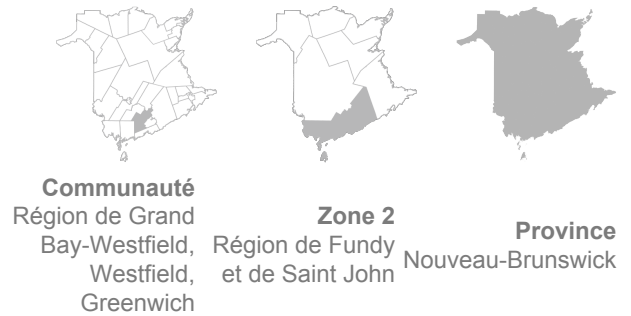 Communauté
Région de Grand
Bay-Westfield,
Westfield,
Greenwich
Zone 2
Région de Fundy
et de Saint John
Province
Nouveau-Brunswick